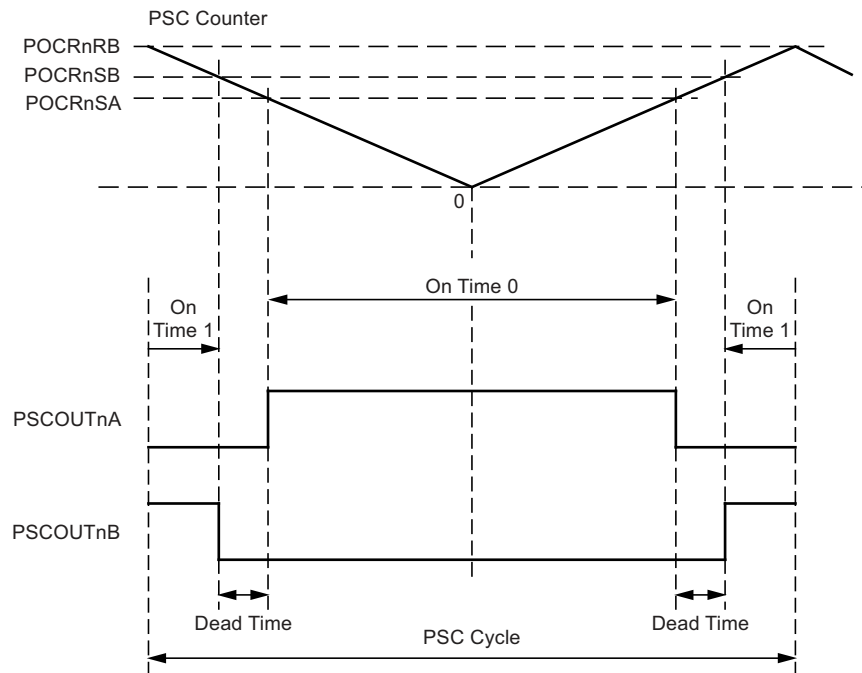 PSC Counter
POCRnRB
POCRnSB
POCRnSA
0
On Time 0
On
Time 1
On
Time 1
PSCOUTnA
PSCOUTnB
Dead Time
Dead Time
PSC Cycle